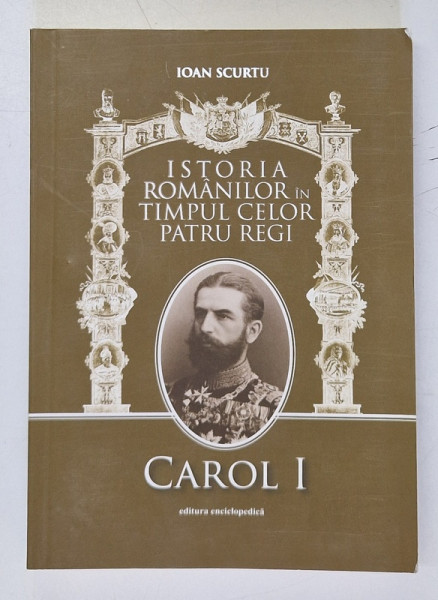 IOAN SCURTU
ISTORIA
ROMÂNILOR ÎN
TIMPUL CELOR
PATRU REGI
CAROL I
editura enciclopedică